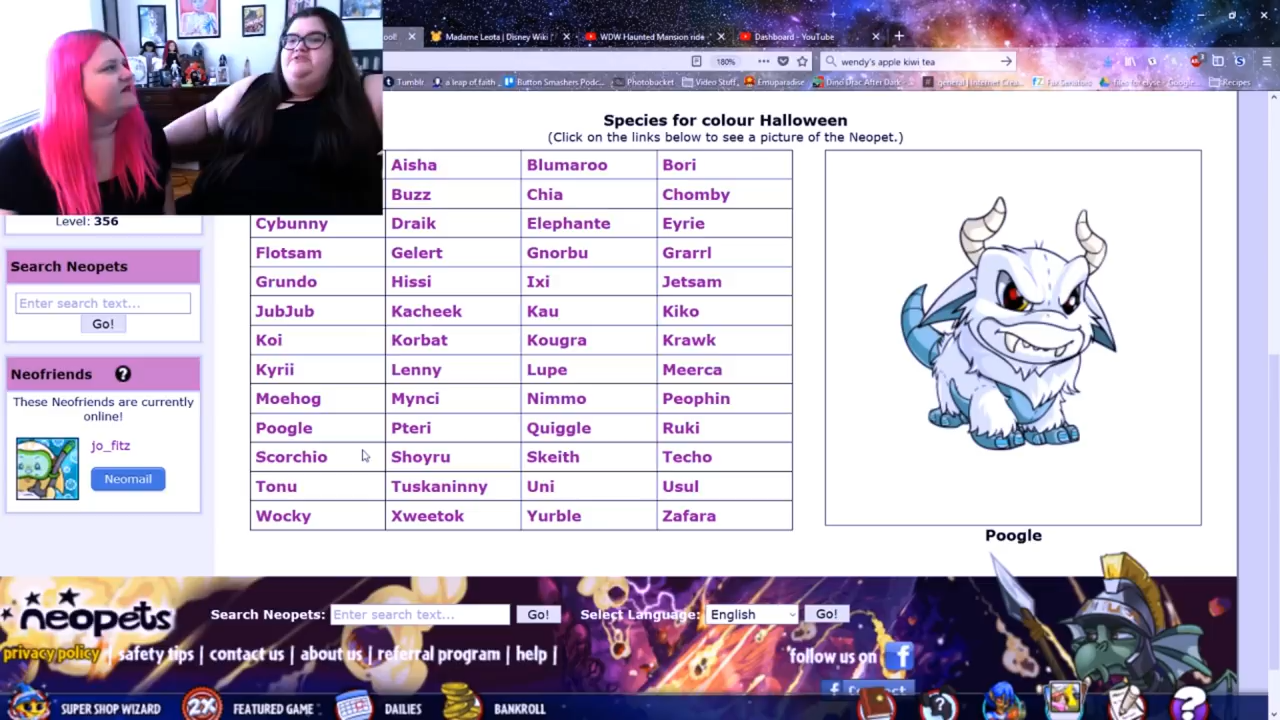 Madame Leota | Disney Wiki
WDW Haunted Mansion ride
Dashboard - YouTube
180%
wendy's apple kiwi tea
Tumblr
a leap of faith
Button Smashers Podc...
Photobucket
Video Stuff
Emuparadise
Dino Drac After Dark
Recipes
Species for colour Halloween
(Click on the links below to see a picture of the Neopet.)
Aisha Blumaroo Bori
Buzz Chia Chomby
Cybunny Draik Elephante Eyrie
Flotsam Gelert Gnorbu Grarrl
Grundo Hissi Ixi Jetsam
JubJub Kacheek Kau Kiko
Koi Korbat Kougra Krawk
Kyrii Lenny Lupe Meerca
Moehog Mynci Nimmo Peophin
Poogle Pteri Quiggle Ruki
Scorchio Shoyru Skeith Techo
Tonu Tuskaninny Uni Usul
Wocky Xweetok Yurble Zafara
Poogle
Level: 356
Search Neopets
Enter search text...
Go!
Neofriends ?
These Neofriends are currently
online!
jo_fitz
Neomail
neopets
Search Neopets: Enter search text... Go! Select Language: English Go!
privacy policy | safety tips | contact us | about us | referral program | help |
follow us on f
SUPER SHOP WIZARD 2X FEATURED GAME DAILIES BANKROLL